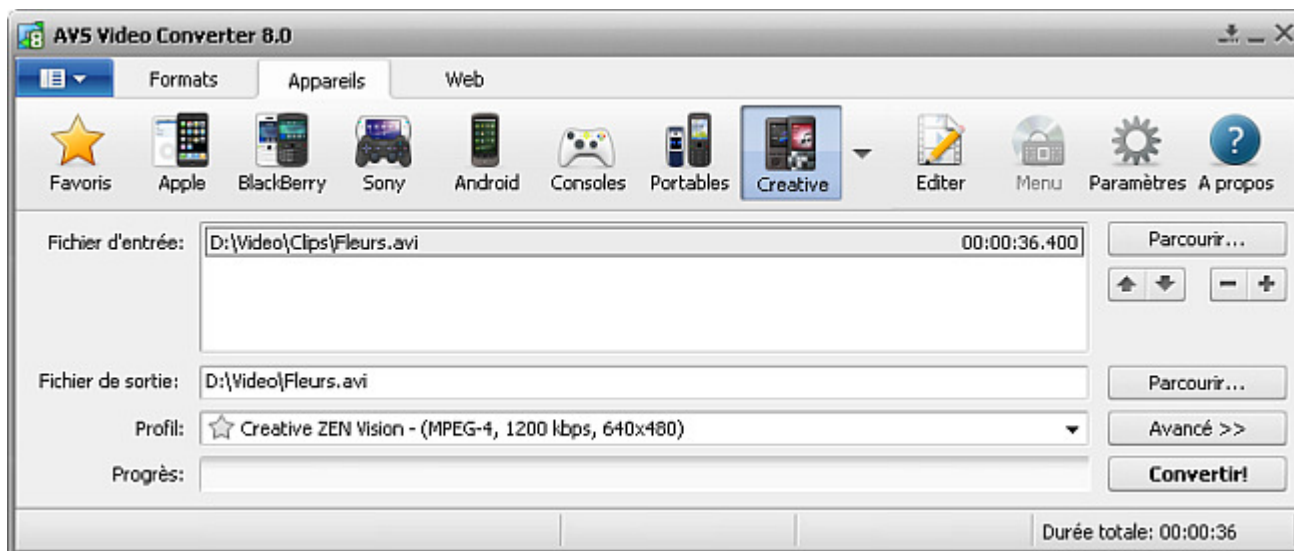 AVS Video Converter 8.0
Formats Appareils Web
Favoris Apple BlackBerry Sony Android Consoles Portables Creative Editer Menu Paramètres A propos
Fichier d'entrée: D:\Video\Clips\Fleurs.avi 00:00:36.400 Parcourir...
Fichier de sortie: D:\Video\Fleurs.avi Parcourir...
Profil: Creative ZEN Vision - (MPEG-4, 1200 kbps, 640x480) Avancé >>
Progrès: Convertir!
Durée totale: 00:00:36